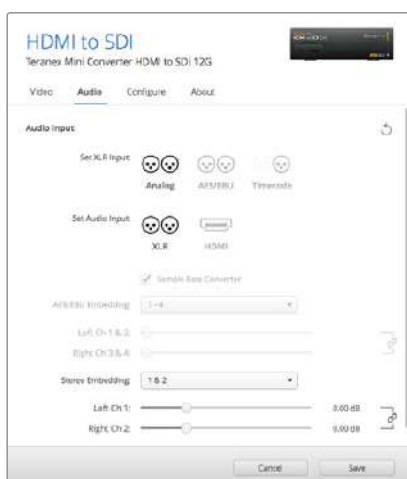 HDMI to SDI
Teranex Mini Converter HDMI to SDI 12G
Video Audio Configure About
Audio Input
Set XLR Input:
Analog AES/EBU Timecode
Set Audio Input:
XLR HDMI
Sample Rate Converter
AES/EBU Embedding: 1-4
Left Ch 1 & 2:
Right Ch 3 & 4:
Stereo Embedding: 1 & 2
Left Ch 1: 0.00 dB
Right Ch 2: 0.00 dB
Cancel Save